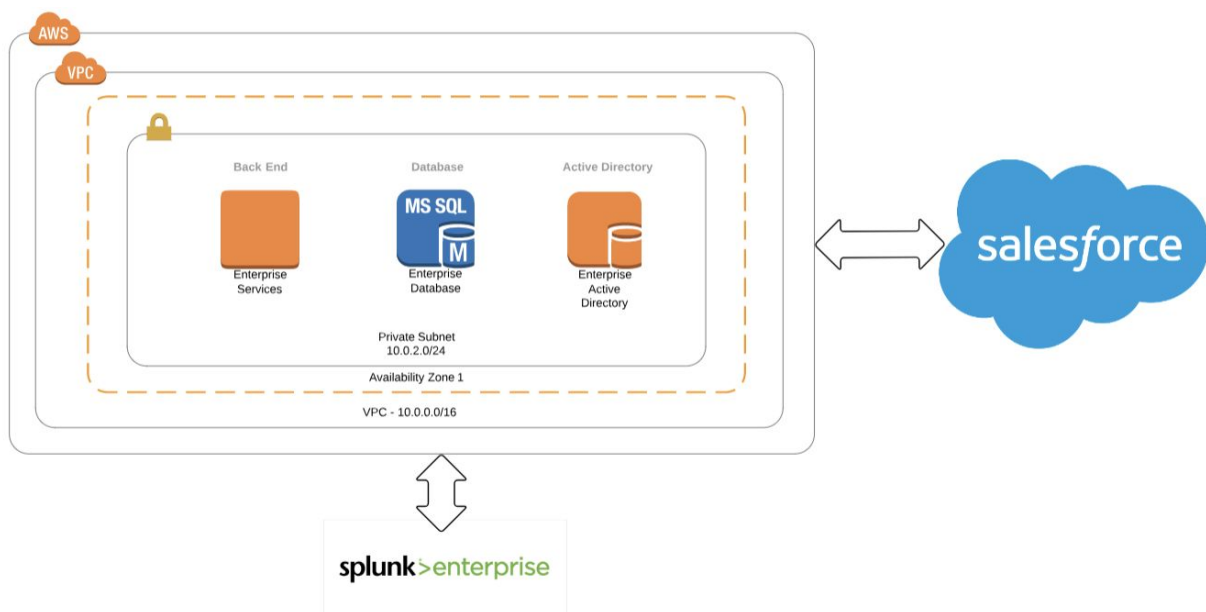 AWS
VPC
Back End
Database
Active Directory
MS SQL
M
Enterprise
Services
Enterprise
Database
Enterprise
Active
Directory
Private Subnet
10.0.2.0/24
Availability Zone 1
VPC - 10.0.0.0/16
salesforce
splunk>enterprise